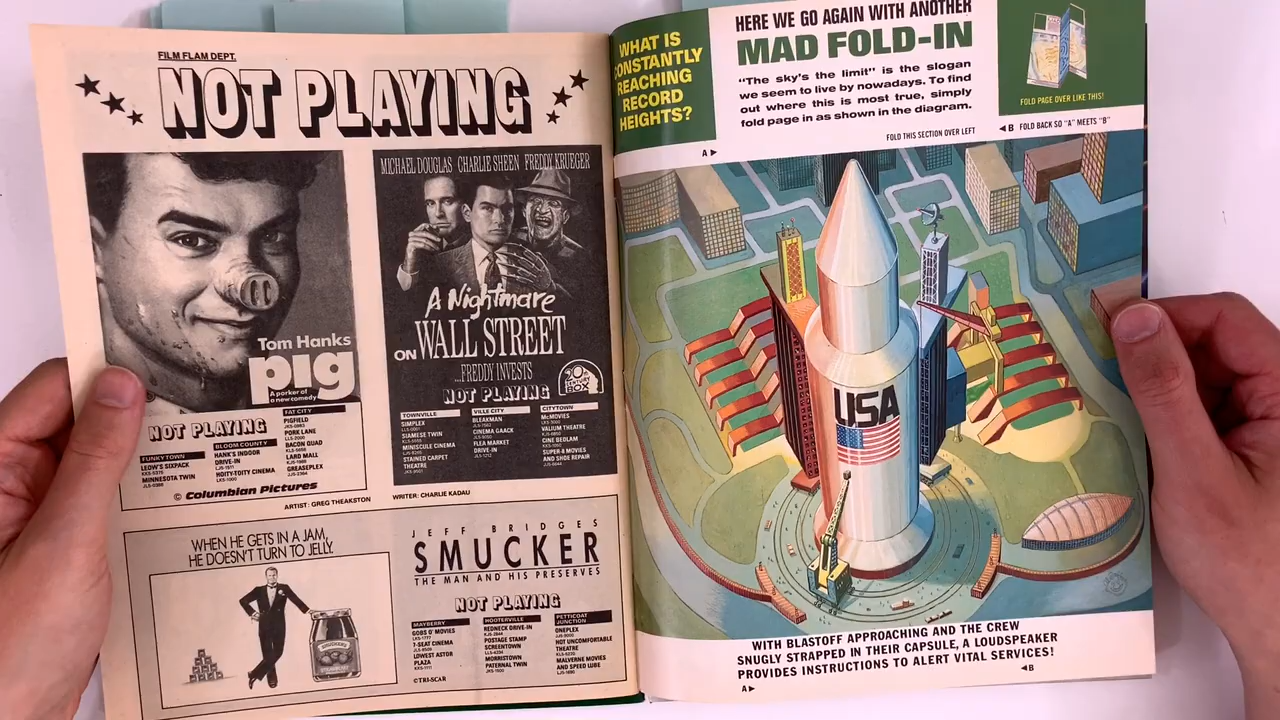 FILM FLAM DEPT.
NOT PLAYING
Tom Hanks
pig
A porker of
a new comedy
NOT PLAYING
FUNKYTOWN
LEOW'S SIXPACK
MINNESOTA TWIN
BLOOM COUNTY
HANK'S INDOOR
DRIVE-IN
HOITY-TOITY CINEMA
FAT CITY
PIGFIELD
PORK LANE
BACON QUAD
LARD MALL
GREASEPLEX
© Columbian Pictures
ARTIST: GREG THEAKSTON
MICHAEL DOUGLAS CHARLIE SHEEN FREDDY KRUEGER
A Nightmare
ON WALL STREET
...FREDDY INVESTS
NOT PLAYING
TOWNVILLE
SIMPLEX
SIAMESE TWIN
MINISCULE CINEMA
STAINED CARPET
THEATRE
VILLE CITY
BLEAKMAN
CINEMA GAACK
FLEA MARKET
DRIVE-IN
CITYTOWN
McMOVIES
VALIUM THEATRE
CINE BEDLAM
SUPER-8 MOVIES
AND SHOE REPAIR
WRITER: CHARLIE KADAU
WHEN HE GETS IN A JAM,
HE DOESN'T TURN TO JELLY.
JEFF BRIDGES
SMUCKER
THE MAN AND HIS PRESERVES
NOT PLAYING
MAYBERRY
GOBS O' MOVIES
7-SEAT CINEMA
LOWEST ASTOR
PLAZA
HOOTERVILLE
REDNECK DRIVE-IN
POSTAGE STAMP
SCREENTOWN
MORRISTOWN
PATERNAL TWIN
PETTICOAT
JUNCTION
ONEPLEX
HOT UNCOMFORTABLE
THEATRE
MALVERNE MOVIES
AND SPEED LUBE
©TRI-SCAR
WHAT IS
CONSTANTLY
REACHING
RECORD
HEIGHTS?
HERE WE GO AGAIN WITH ANOTHER
MAD FOLD-IN
"The sky's the limit" is the slogan
we seem to live by nowadays. To find
out where this is most true, simply
fold page in as shown in the diagram.
FOLD PAGE OVER LIKE THIS!
FOLD THIS SECTION OVER LEFT
◄B FOLD BACK SO "A" MEETS "B"
A►
USA
WITH BLASTOFF APPROACHING AND THE CREW
SNUGLY STRAPPED IN THEIR CAPSULE, A LOUDSPEAKER
PROVIDES INSTRUCTIONS TO ALERT VITAL SERVICES!
A► ◄B